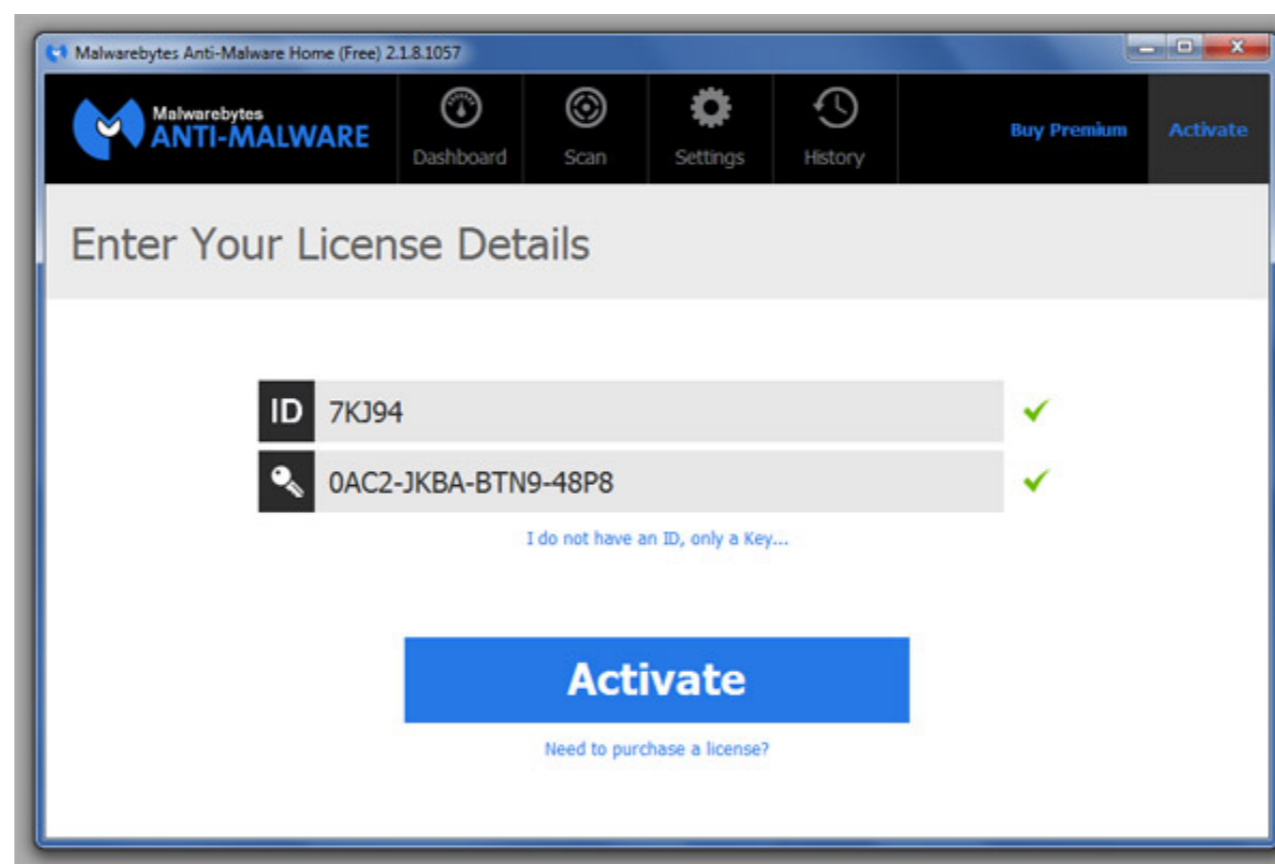 Malwarebytes Anti-Malware Home (Free) 2.1.8.1057
Malwarebytes
ANTI-MALWARE
Dashboard
Scan
Settings
History
Buy Premium
Activate
Enter Your License Details
ID
7KJ94
0AC2-JKBA-BTN9-48P8
I do not have an ID, only a Key...
Activate
Need to purchase a license?